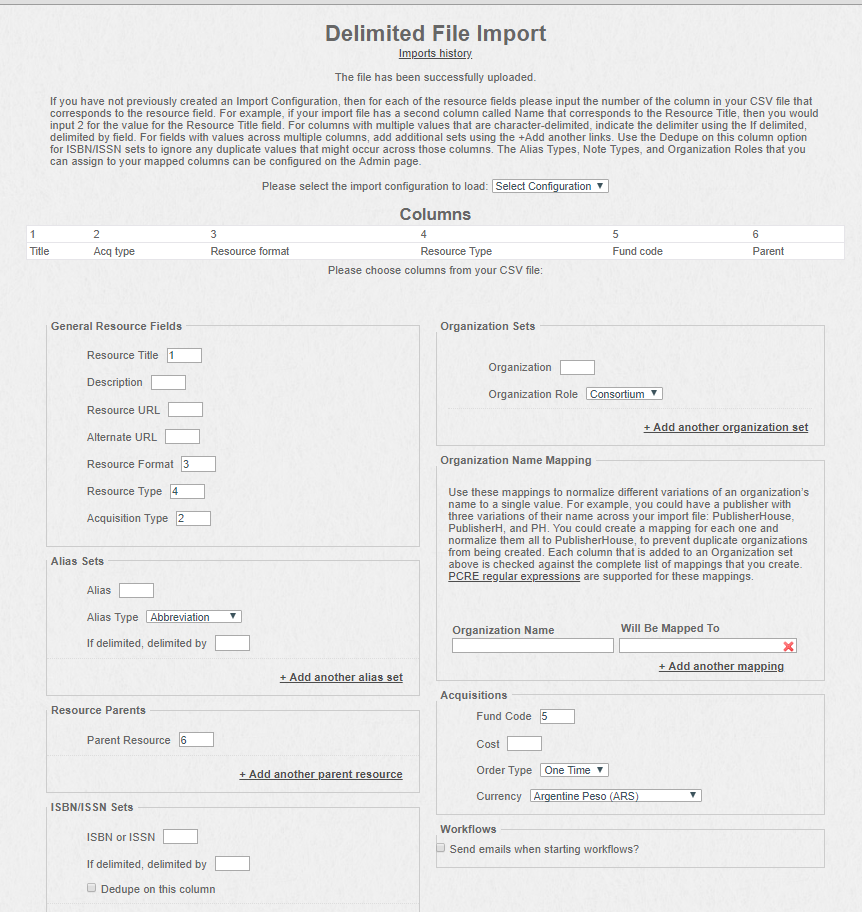 Delimited File Import
Imports history
The file has been successfully uploaded.
If you have not previously created an Import Configuration, then for each of the resource fields please input the number of the column in your CSV file that
corresponds to the resource field. For example, if your import file has a second column called Name that corresponds to the Resource Title, then you would
input 2 for the value for the Resource Title field. For columns with multiple values that are character-delimited, indicate the delimiter using the If delimited,
delimited by field. For fields with values across multiple columns, add additional sets using the +Add another links. Use the Dedupe on this column option
for ISBN/ISSN sets to ignore any duplicate values that might occur across those columns. The Alias Types, Note Types, and Organization Roles that you
can assign to your mapped columns can be configured on the Admin page.
Please select the import configuration to load: Select Configuration ▼
Columns
1 2 3 4 5 6
Title Acq type Resource format Resource Type Fund code Parent
Please choose columns from your CSV file:
General Resource Fields
Resource Title 1
Description
Resource URL
Alternate URL
Resource Format 3
Resource Type 4
Acquisition Type 2
Alias Sets
Alias
Alias Type Abbreviation ▼
If delimited, delimited by
+ Add another alias set
Resource Parents
Parent Resource 6
+ Add another parent resource
ISBN/ISSN Sets
ISBN or ISSN
If delimited, delimited by
Dedupe on this column
Organization Sets
Organization
Organization Role Consortium ▼
+ Add another organization set
Organization Name Mapping
Use these mappings to normalize different variations of an organization's
name to a single value. For example, you could have a publisher with
three variations of their name across your import file: PublisherHouse,
PublisherH, and PH. You could create a mapping for each one and
normalize them all to PublisherHouse, to prevent duplicate organizations
from being created. Each column that is added to an Organization set
above is checked against the complete list of mappings that you create.
PCRE regular expressions are supported for these mappings.
Organization Name Will Be Mapped To
+ Add another mapping
Acquisitions
Fund Code 5
Cost
Order Type One Time ▼
Currency Argentine Peso (ARS) ▼
Workflows
Send emails when starting workflows?